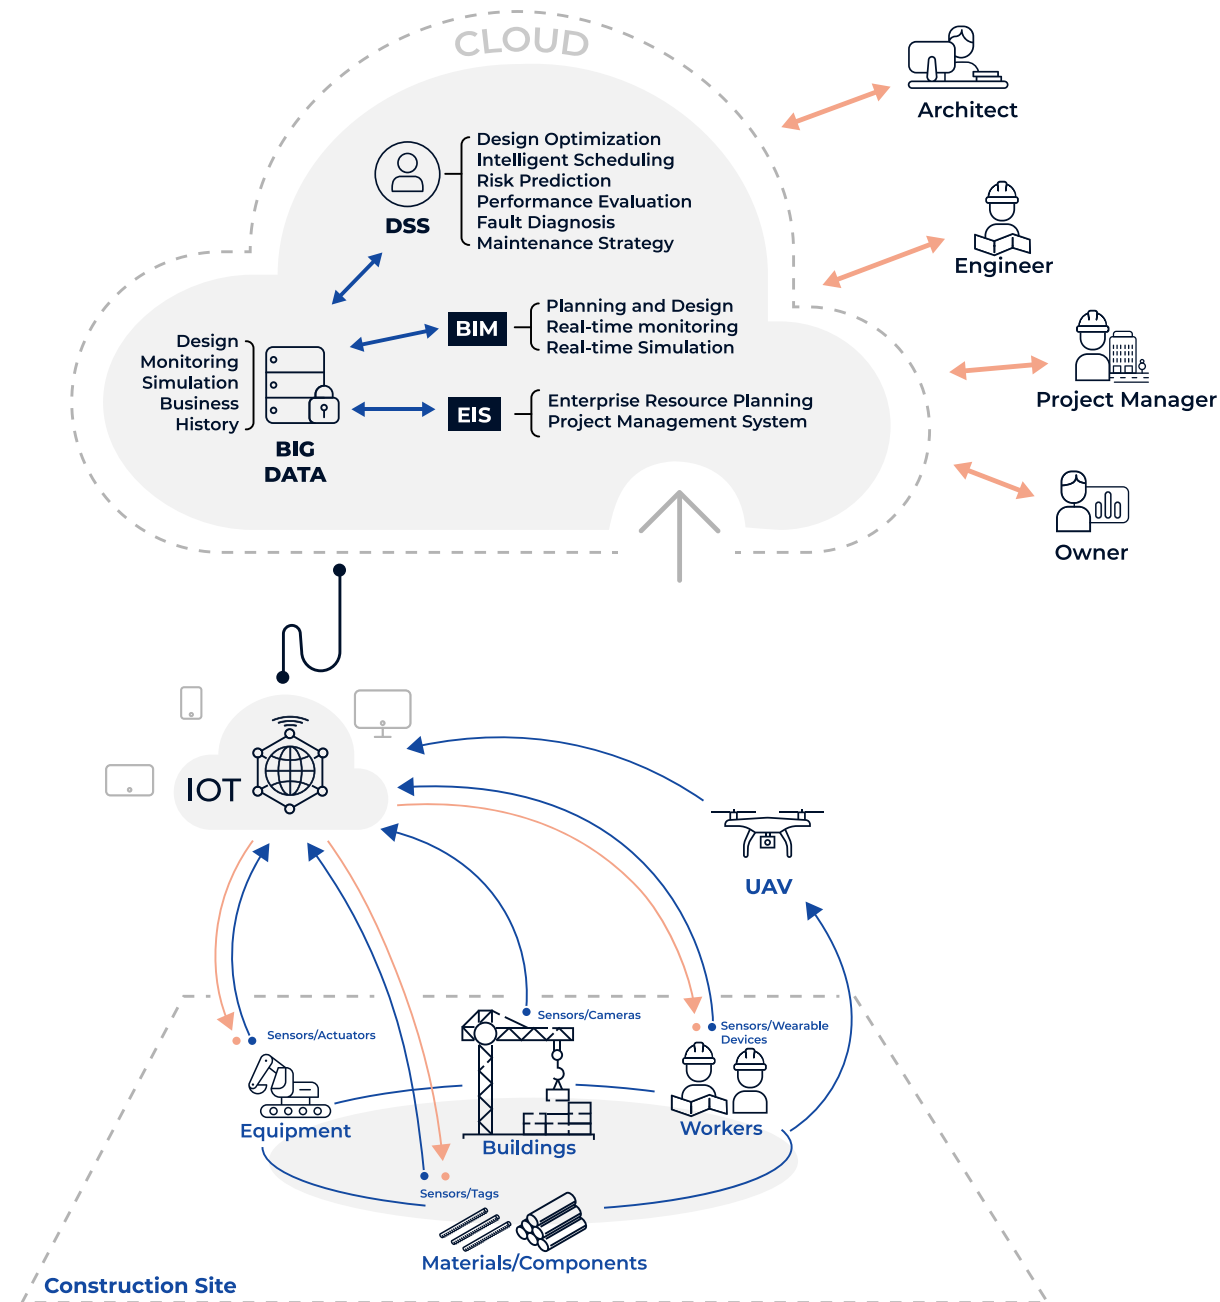 CLOUD
Architect
Design Optimization
Intelligent Scheduling
Risk Prediction
Performance Evaluation
Fault Diagnosis
Maintenance Strategy
DSS
Engineer
Planning and Design
Real-time monitoring
Real-time Simulation
BIM
Design
Monitoring
Simulation
Business
History
Project Manager
Enterprise Resource Planning
Project Management System
EIS
BIG
DATA
Owner
IOT
UAV
Sensors/Actuators
Sensors/Cameras
Sensors/Wearable
Devices
Equipment
Buildings
Workers
Sensors/Tags
Materials/Components
Construction Site